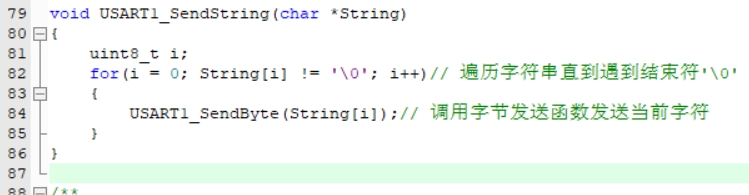 79 void USART1_SendString(char *String)
80 {
81 uint8_t i;
82 for(i = 0; String[i] != '\0'; i++)// 遍历字符串直到遇到结束符'\0'
83 {
84 USART1_SendByte(String[i]);// 调用字节发送函数发送当前字符
85 }
86 }
87
88 /**